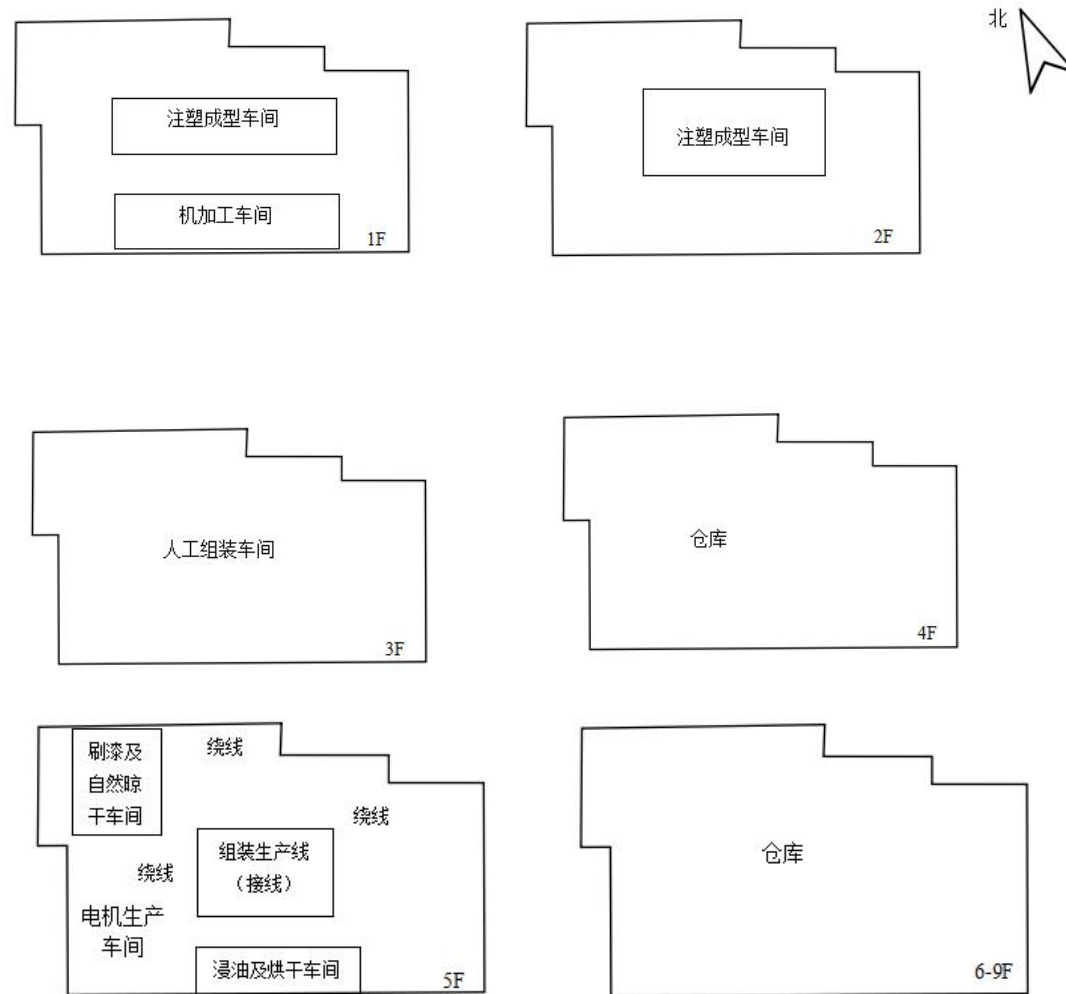 北
注塑成型车间
机加工车间
1F
注塑成型车间
2F
人工组装车间
3F
仓库
4F
刷漆及
自然晾
干车间
绕线
绕线
绕线
组装生产线
（接线）
电机生产
车间
浸油及烘干车间
5F
仓库
6-9F